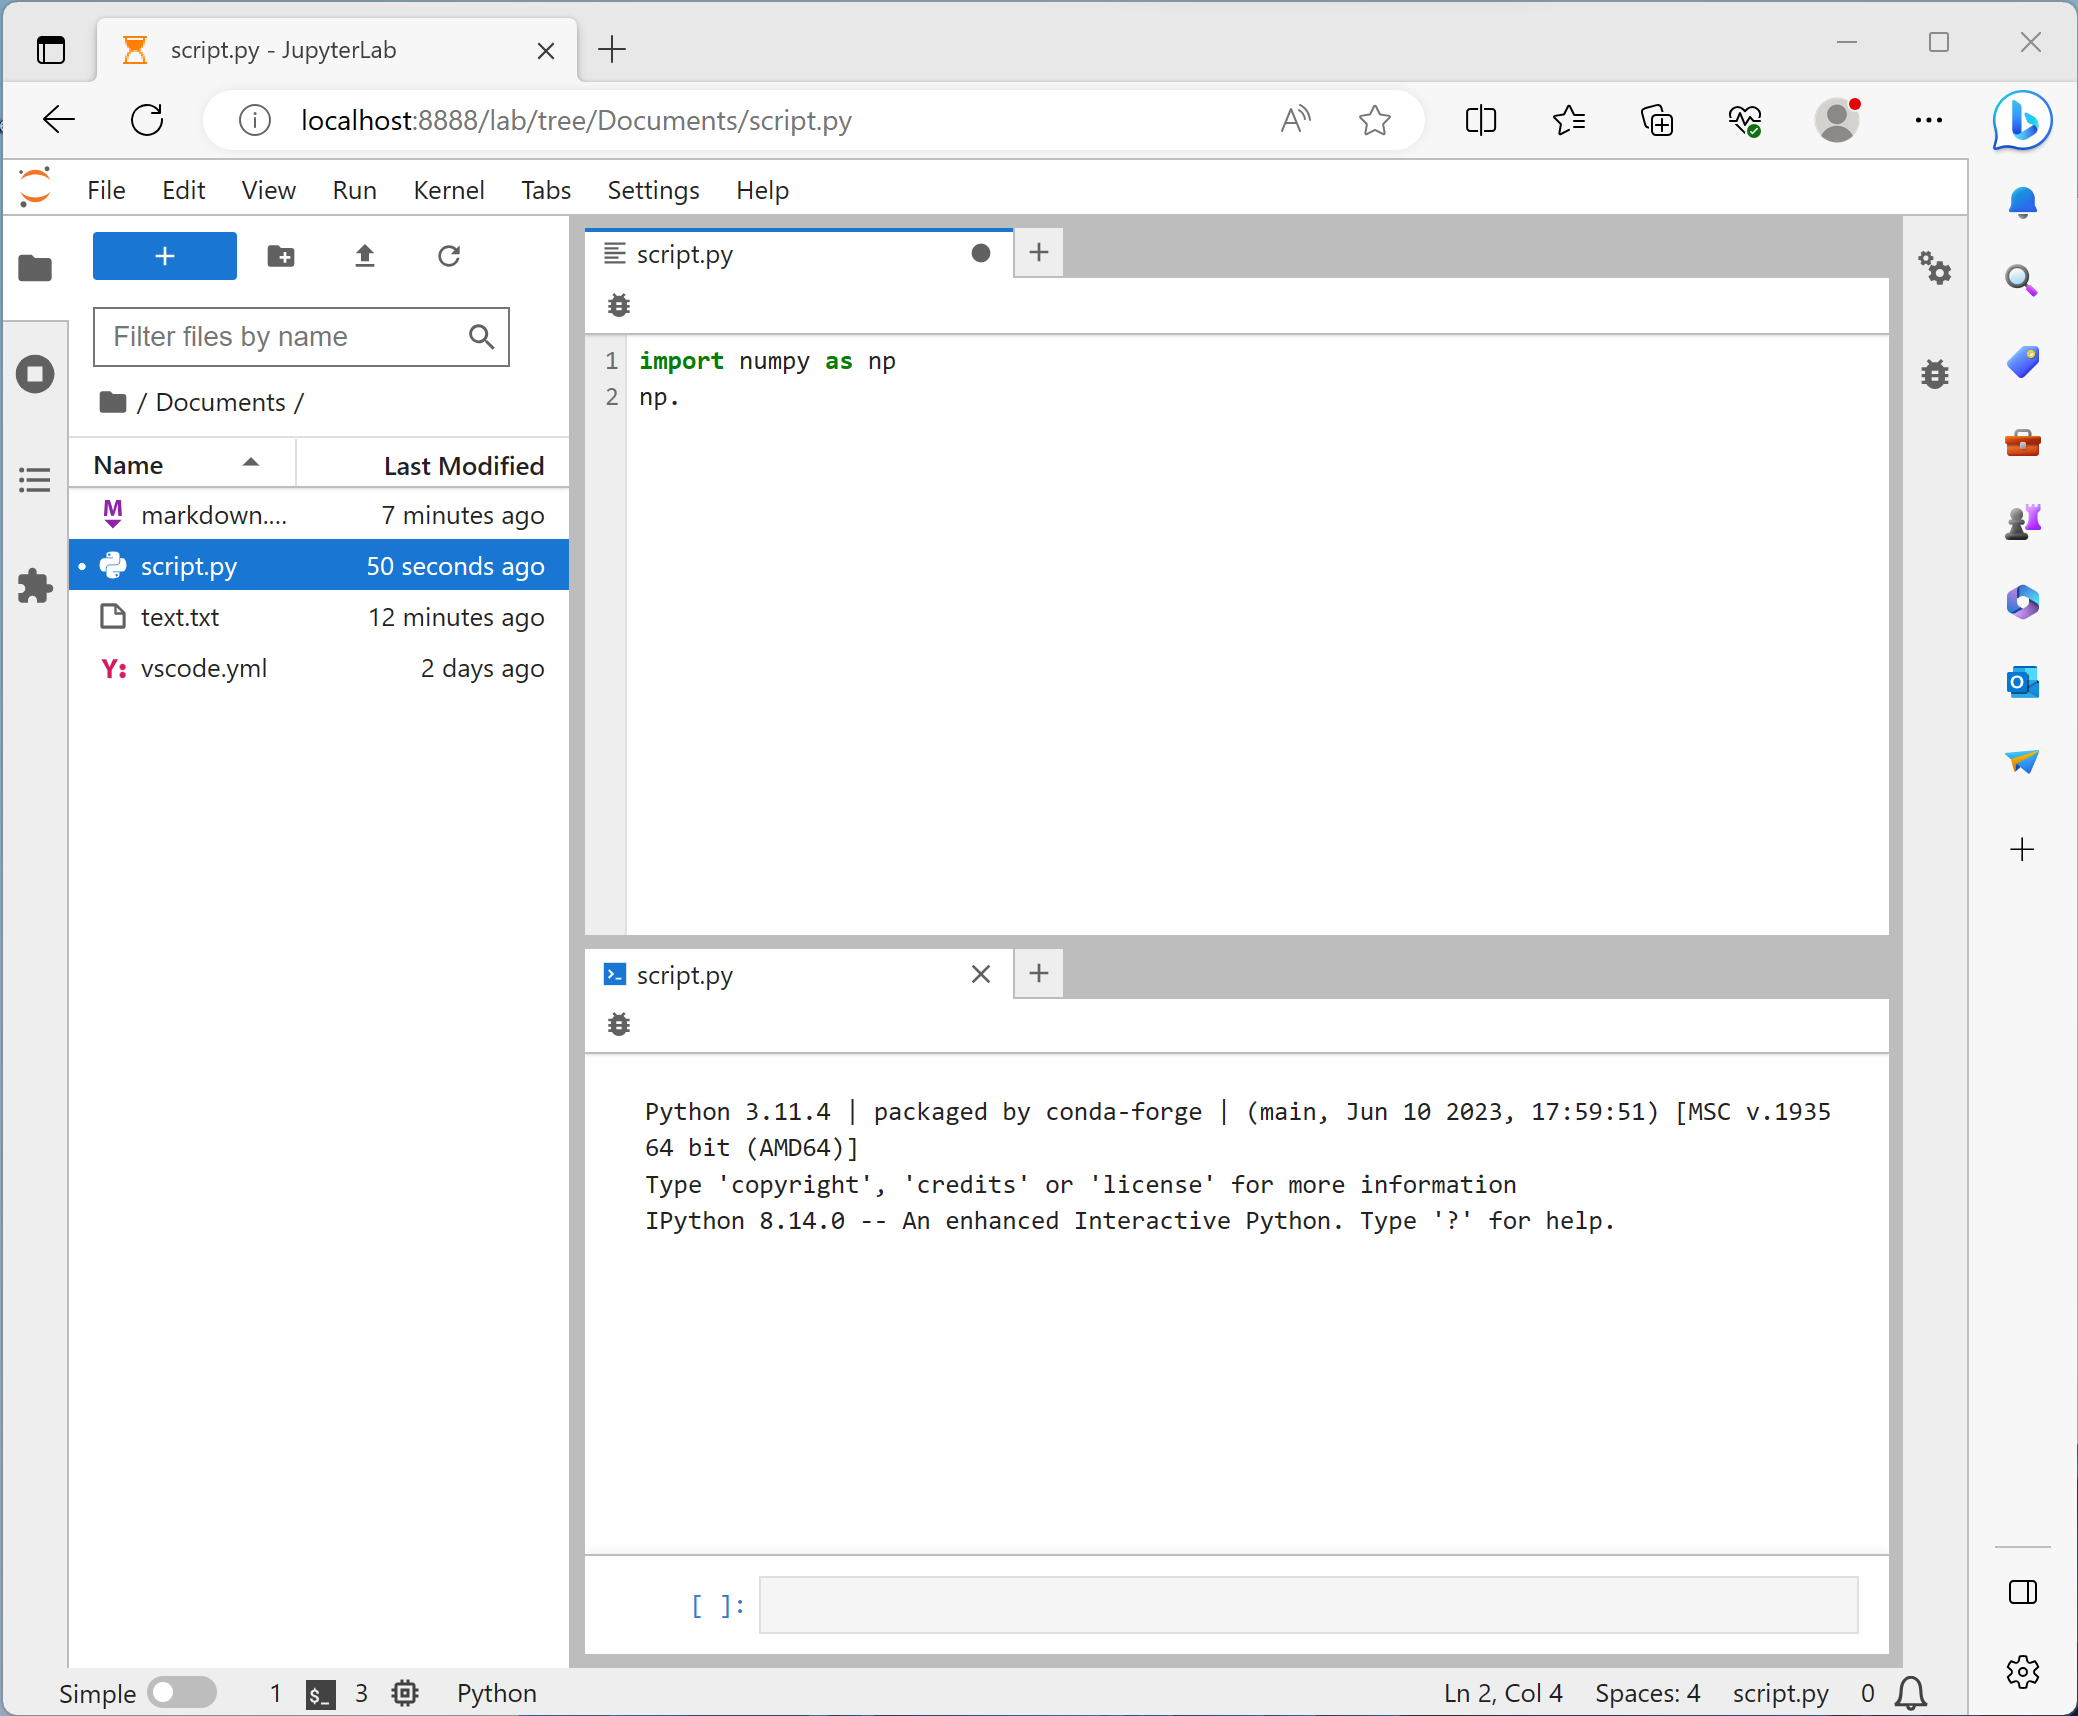 script.py - JupyterLab
localhost:8888/lab/tree/Documents/script.py
File Edit View Run Kernel Tabs Settings Help
Filter files by name
/ Documents /
Name Last Modified
markdown.... 7 minutes ago
script.py 50 seconds ago
text.txt 12 minutes ago
vscode.yml 2 days ago
script.py
1 import numpy as np
2 np.
script.py
Python 3.11.4 | packaged by conda-forge | (main, Jun 10 2023, 17:59:51) [MSC v.1935
64 bit (AMD64)]
Type 'copyright', 'credits' or 'license' for more information
IPython 8.14.0 -- An enhanced Interactive Python. Type '?' for help.
[ ]:
Simple 1 $_ 3 Python Ln 2, Col 4 Spaces: 4 script.py 0